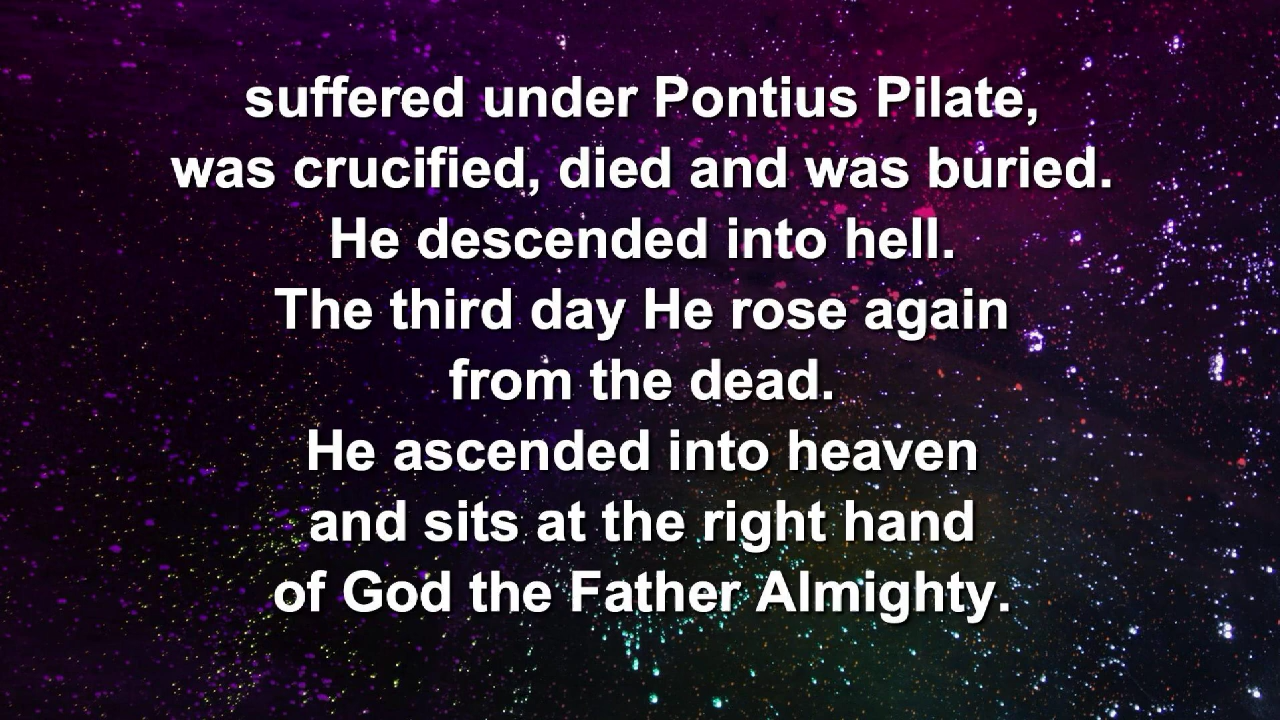 suffered under Pontius Pilate,
was crucified, died and was buried.
He descended into hell.
The third day He rose again
from the dead.
He ascended into heaven
and sits at the right hand
of God the Father Almighty.